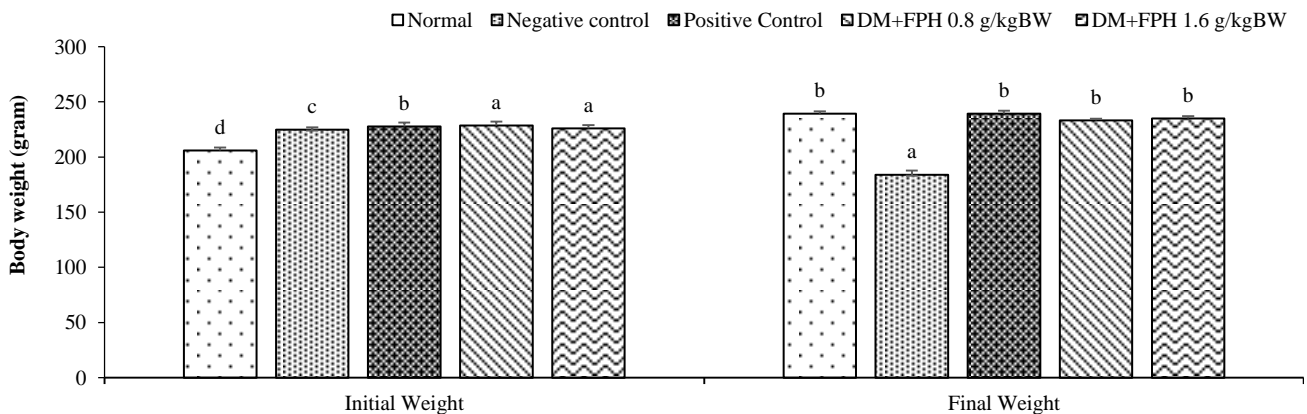 Normal Negative control Positive Control DM+FPH 0.8 g/kgBW DM+FPH 1.6 g/kgBW
300
250
200
150
100
50
0
Body weight (gram)
d c b a a b a b b b
Initial Weight Final Weight